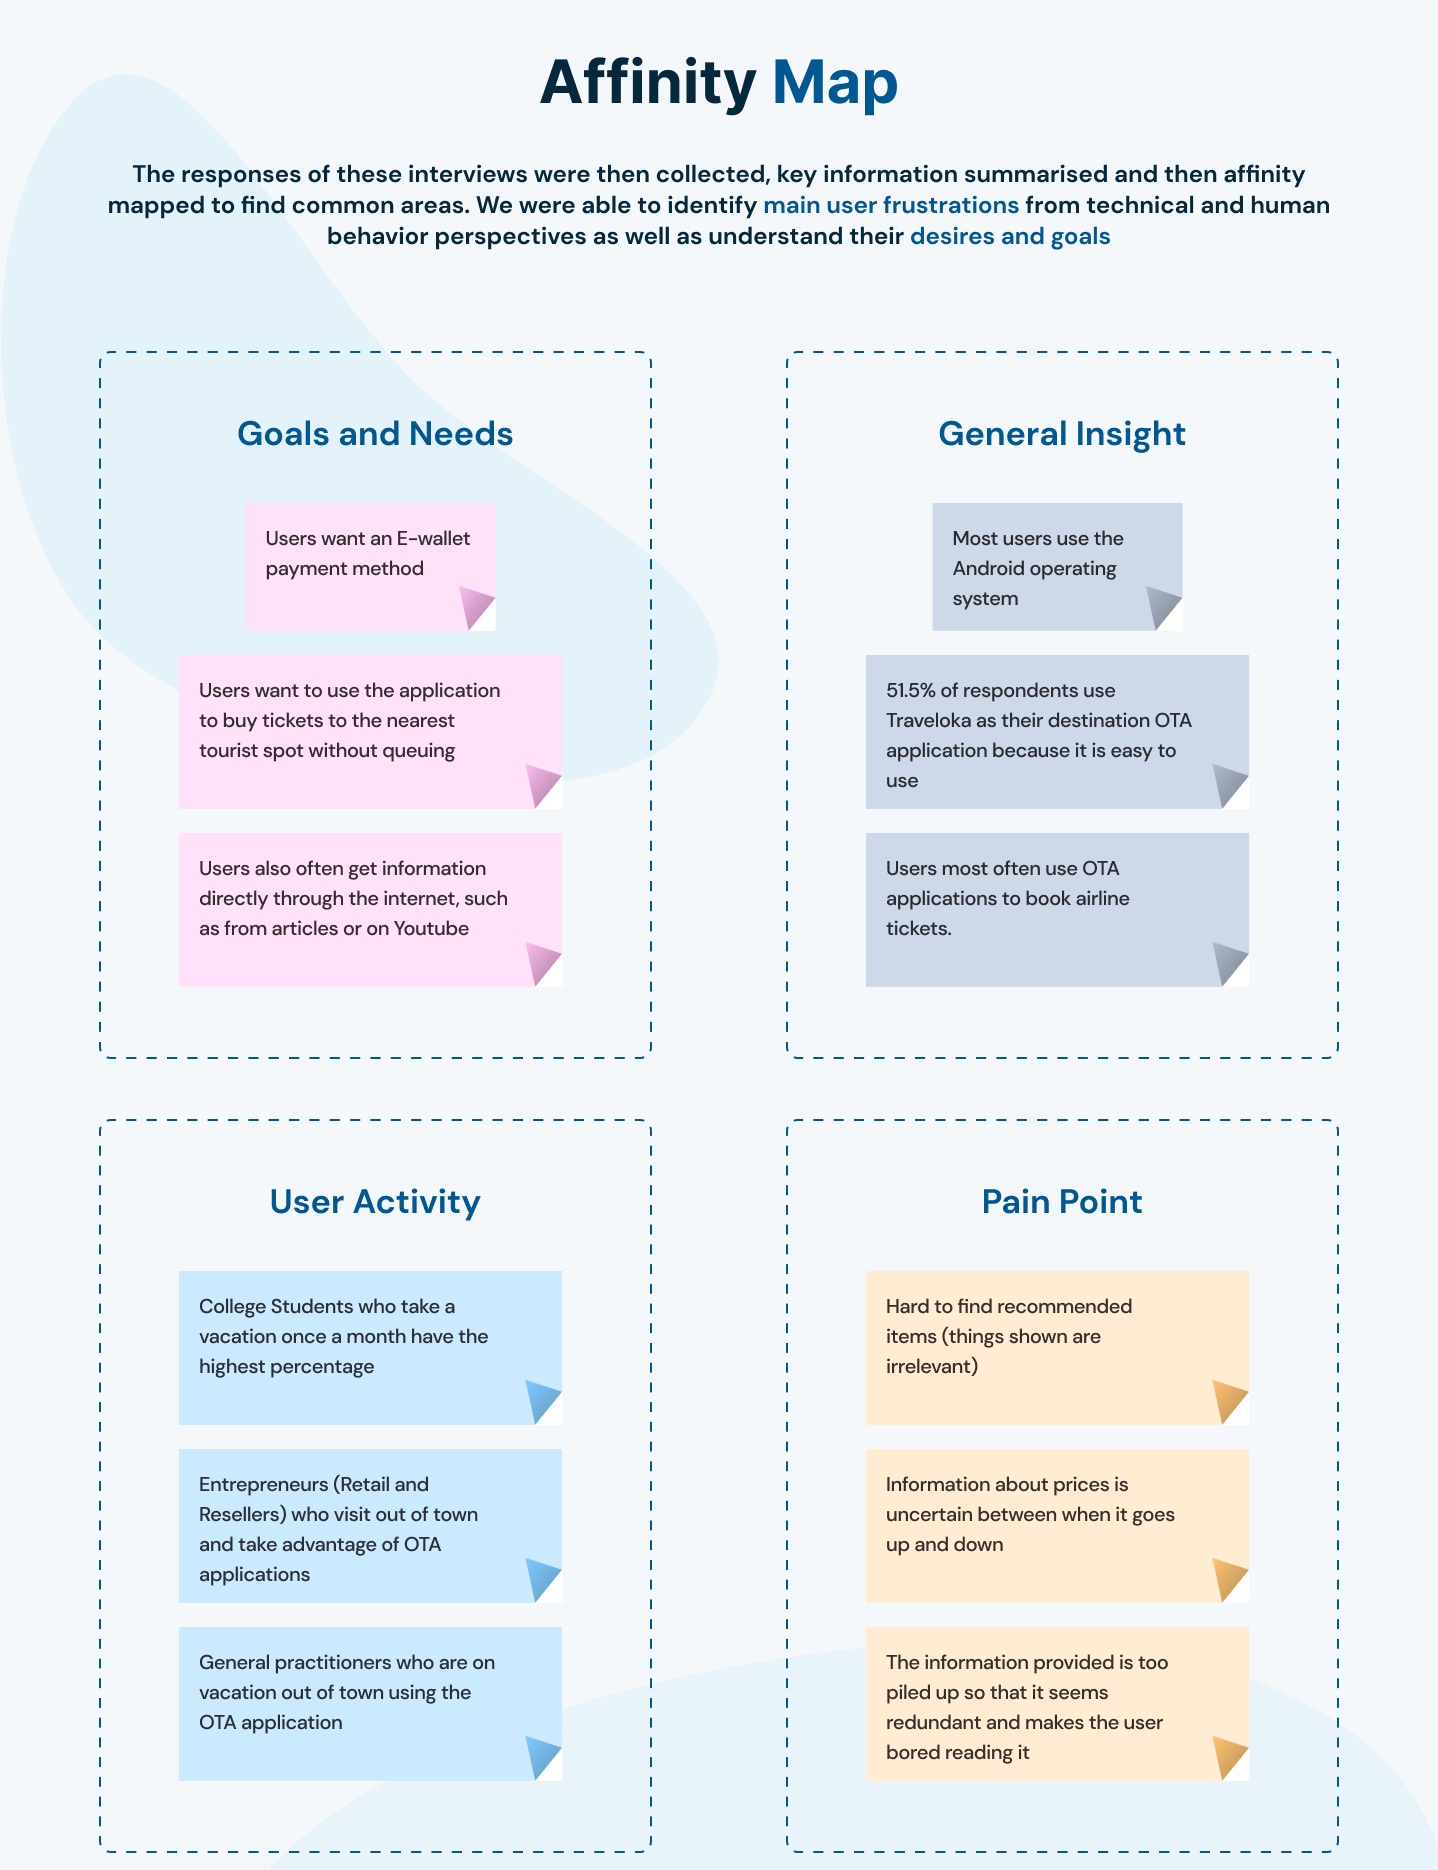 Affinity Map
The responses of these interviews were then collected, key information summarised and then affinity
mapped to find common areas. We were able to identify main user frustrations from technical and human
behavior perspectives as well as understand their desires and goals
Goals and Needs
Users want an E-wallet
payment method
Users want to use the application
to buy tickets to the nearest
tourist spot without queuing
Users also often get information
directly through the internet, such
as from articles or on Youtube
General Insight
Most users use the
Android operating
system
51.5% of respondents use
Traveloka as their destination OTA
application because it is easy to
use
Users most often use OTA
applications to book airline
tickets.
User Activity
College Students who take a
vacation once a month have the
highest percentage
Entrepreneurs (Retail and
Resellers) who visit out of town
and take advantage of OTA
applications
General practitioners who are on
vacation out of town using the
OTA application
Pain Point
Hard to find recommended
items (things shown are
irrelevant)
Information about prices is
uncertain between when it goes
up and down
The information provided is too
piled up so that it seems
redundant and makes the user
bored reading it